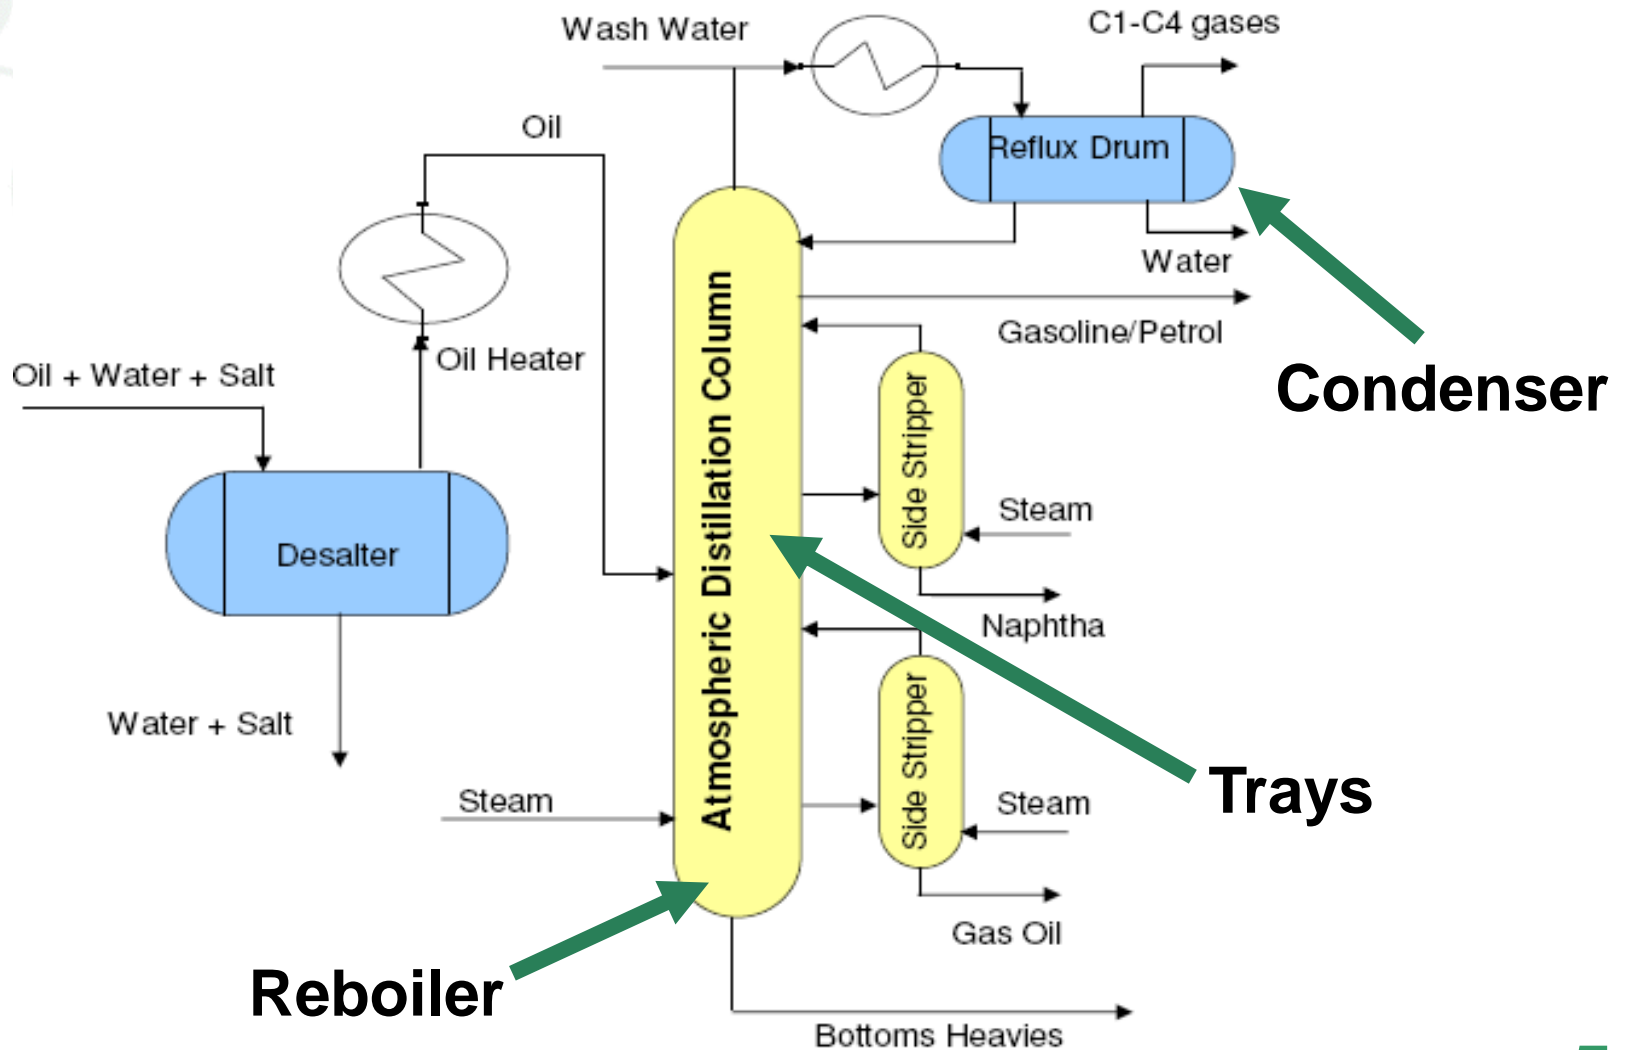 Wash Water
C1-C4 gases
Oil
Reflux Drum
Water
Gasoline/Petrol
Oil Heater
Oil + Water + Salt
Condenser
Atmospheric Distillation Column
Side Stripper
Steam
Desalter
Naphtha
Water + Salt
Side Stripper
Steam
Steam
Trays
Gas Oil
Reboiler
Bottoms Heavies